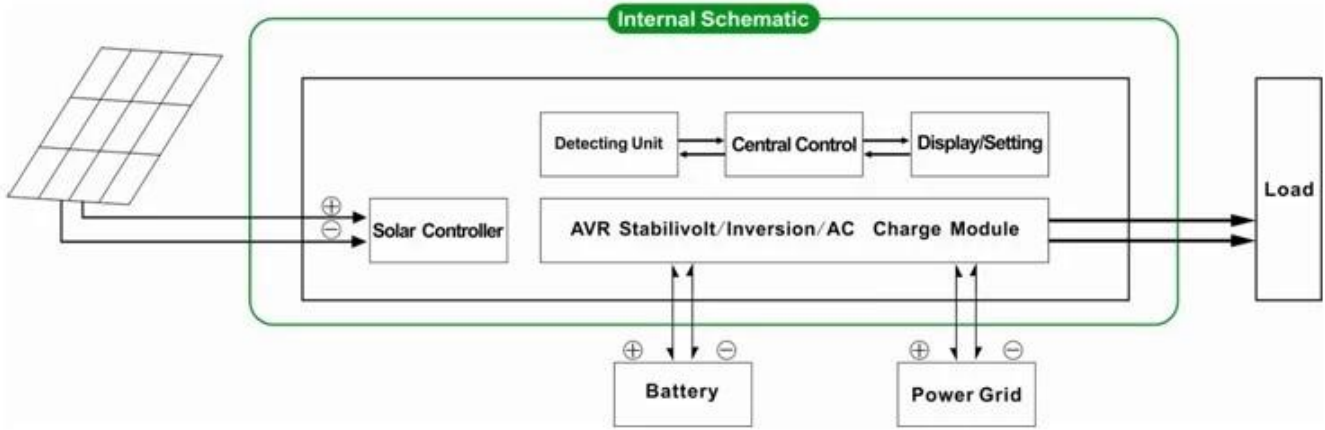 Internal Schematic
Detecting Unit
Central Control
Display/Setting
Load
⊕
⊖
Solar Controller
AVR Stabilivolt/Inversion/AC Charge Module
⊕ ⊖
Battery
⊕ ⊖
Power Grid